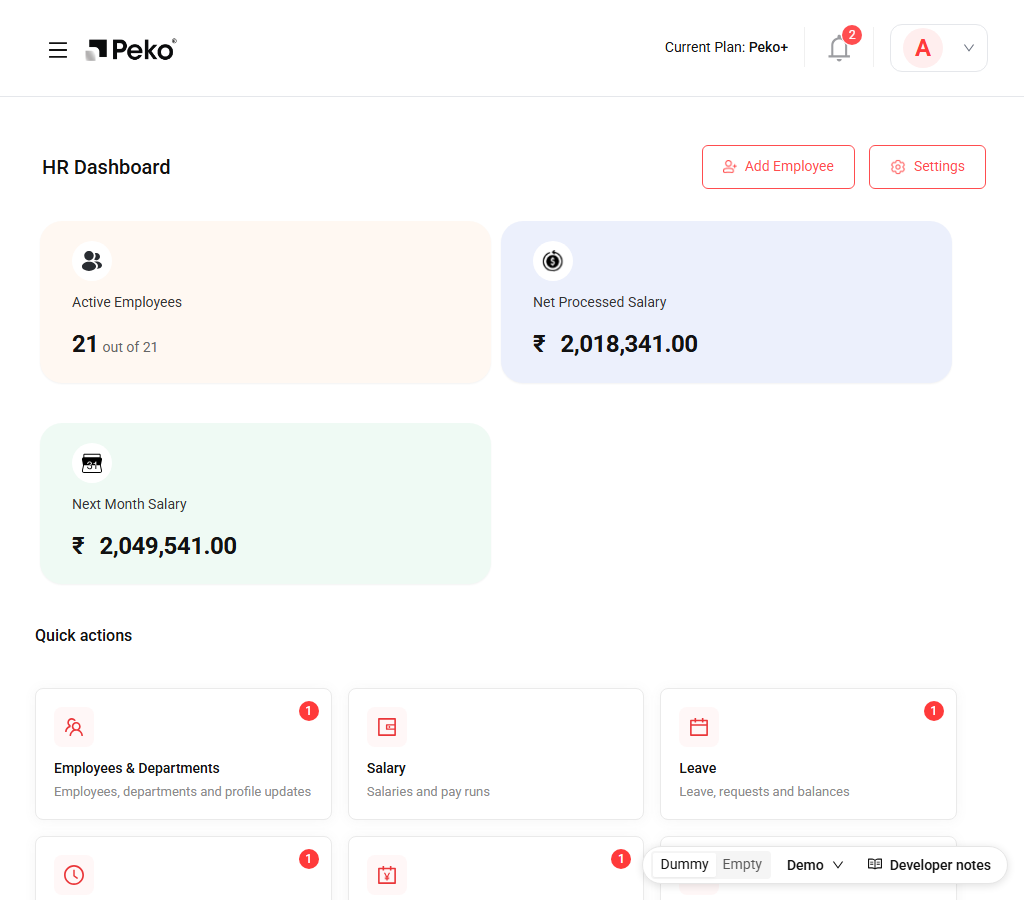 Peko
Current Plan: Peko+
2
A
HR Dashboard
Add Employee
Settings
Active Employees
21 out of 21
Net Processed Salary
₹ 2,018,341.00
31
Next Month Salary
₹ 2,049,541.00
Quick actions
1
Employees & Departments
Employees, departments and profile updates
Salary
Salaries and pay runs
1
Leave
Leave, requests and balances
1
1
Dummy
Empty
Demo
Developer notes